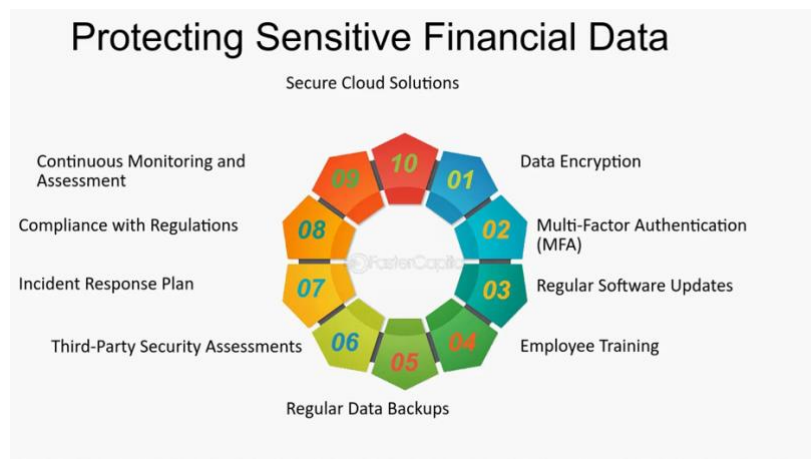 Protecting Sensitive Financial Data
Secure Cloud Solutions
Continuous Monitoring and
Assessment
Data Encryption
Compliance with Regulations
Multi-Factor Authentication
(MFA)
Incident Response Plan
Regular Software Updates
Third-Party Security Assessments
Employee Training
Regular Data Backups
10
09
01
08
02
07
03
06
04
05
FasterCapital